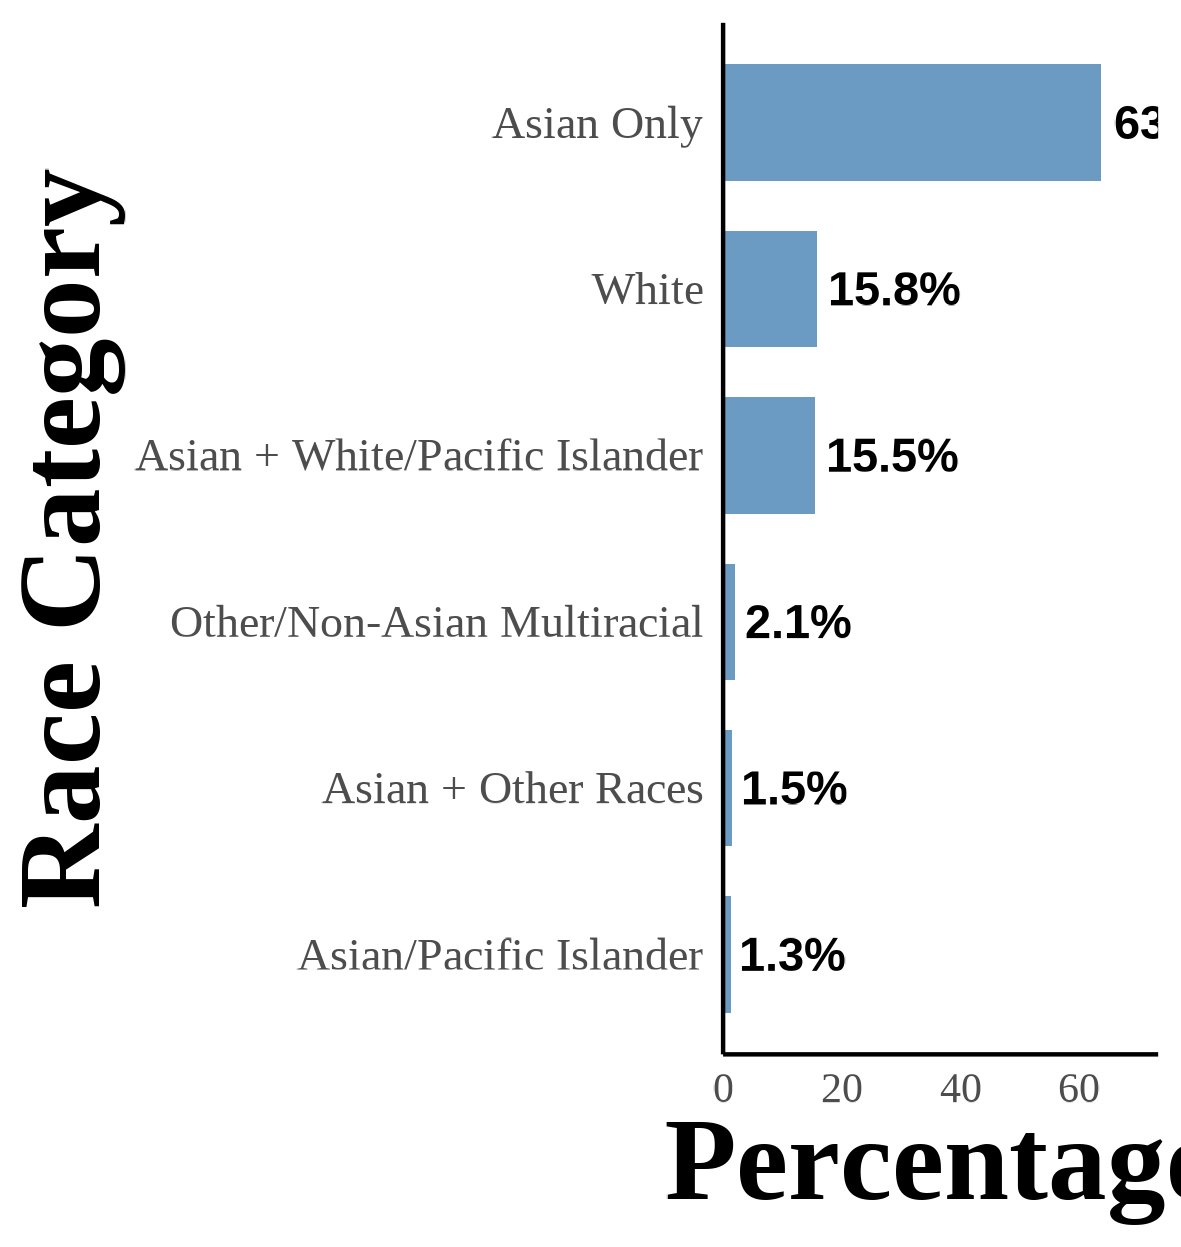 Race Category
Asian Only
63
White
15.8%
Asian + White/Pacific Islander
15.5%
Other/Non-Asian Multiracial
2.1%
Asian + Other Races
1.5%
Asian/Pacific Islander
1.3%
0 20 40 60
Percentage